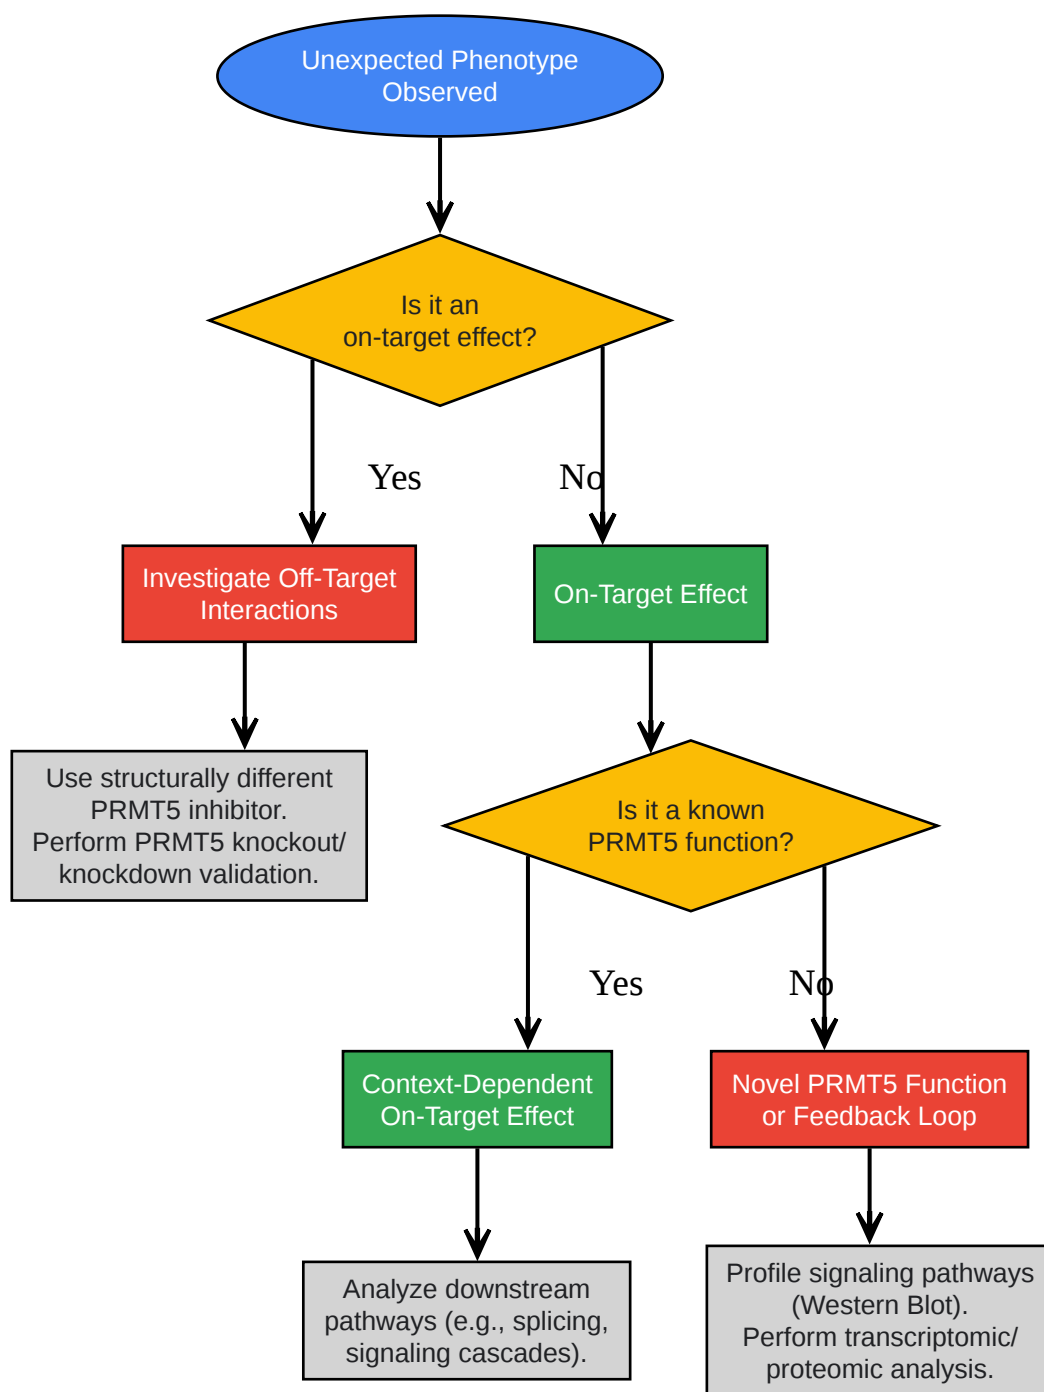 Unexpected Phenotype
Observed
Is it an
on-target effect?
Yes
No
Investigate Off-Target
Interactions
On-Target Effect
Use structurally different
PRMT5 inhibitor.
Perform PRMT5 knockout/
knockdown validation.
Is it a known
PRMT5 function?
Yes
No
Context-Dependent
On-Target Effect
Novel PRMT5 Function
or Feedback Loop
Analyze downstream
pathways (e.g., splicing,
signaling cascades).
Profile signaling pathways
(Western Blot).
Perform transcriptomic/
proteomic analysis.